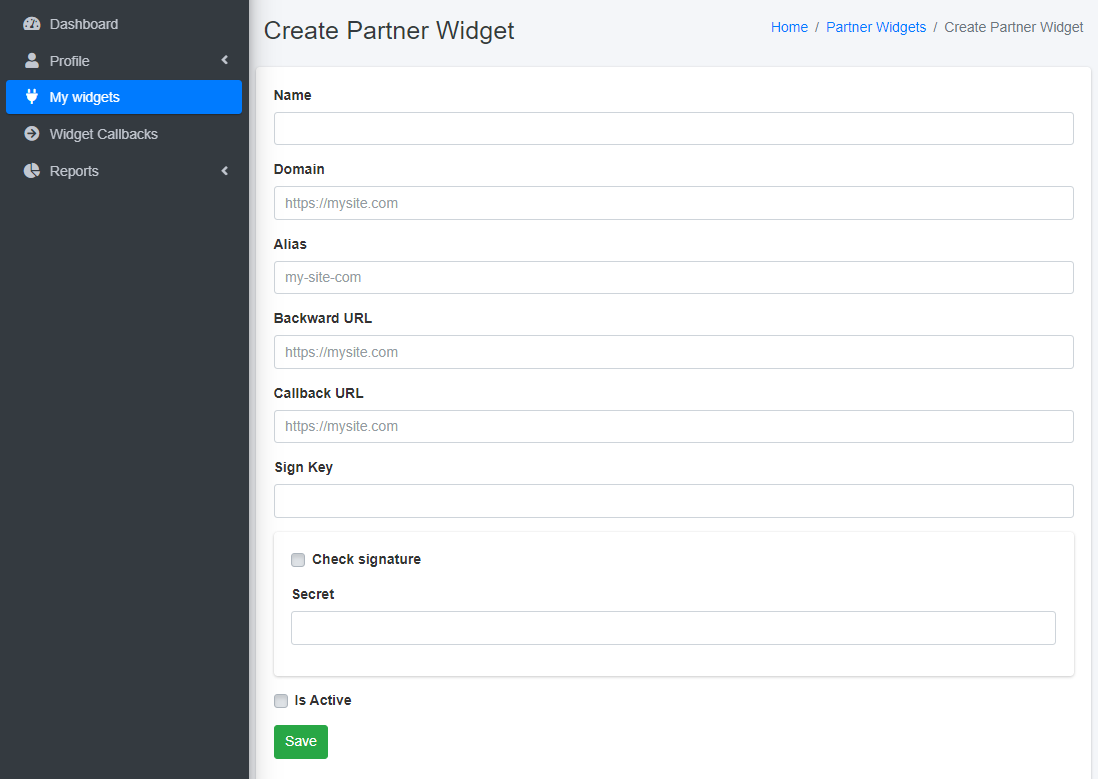 Dashboard
Profile
My widgets
Widget Callbacks
Reports
Create Partner Widget
Home / Partner Widgets / Create Partner Widget
Name
Domain
https://mysite.com
Alias
my-site-com
Backward URL
https://mysite.com
Callback URL
https://mysite.com
Sign Key
Check signature
Secret
Is Active
Save